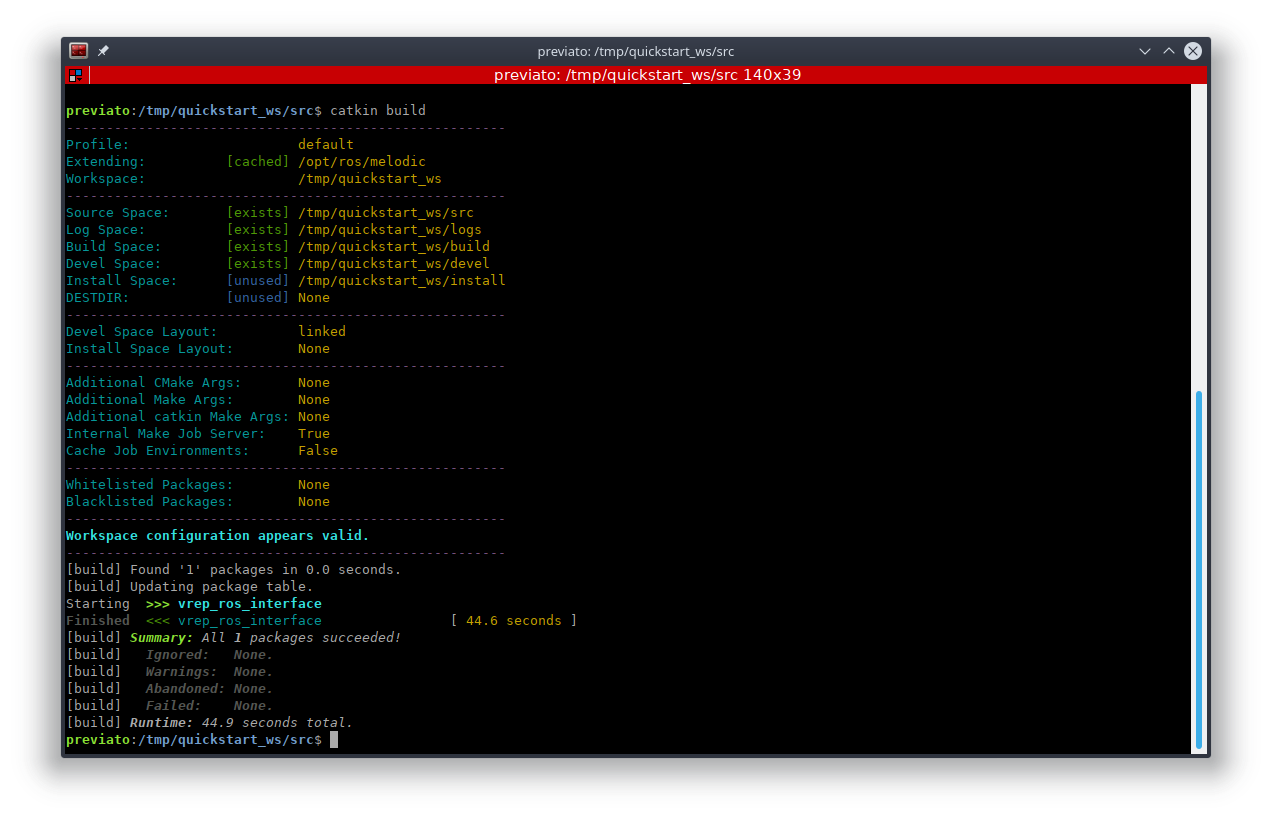 previato: /tmp/quickstart_ws/src
previato: /tmp/quickstart_ws/src 140x39
previato:/tmp/quickstart_ws/src$ catkin build
-------------------------------------------------------
Profile:                     default
Extending:          [cached] /opt/ros/melodic
Workspace:                   /tmp/quickstart_ws
-------------------------------------------------------
Source Space:       [exists] /tmp/quickstart_ws/src
Log Space:          [exists] /tmp/quickstart_ws/logs
Build Space:        [exists] /tmp/quickstart_ws/build
Devel Space:        [exists] /tmp/quickstart_ws/devel
Install Space:      [unused] /tmp/quickstart_ws/install
DESTDIR:            [unused] None
-------------------------------------------------------
Devel Space Layout:          linked
Install Space Layout:        None
-------------------------------------------------------
Additional CMake Args:       None
Additional Make Args:        None
Additional catkin Make Args: None
Internal Make Job Server:    True
Cache Job Environments:      False
-------------------------------------------------------
Whitelisted Packages:        None
Blacklisted Packages:        None
-------------------------------------------------------
Workspace configuration appears valid.
-------------------------------------------------------
[build] Found '1' packages in 0.0 seconds.
[build] Updating package table.
Starting  >>> vrep_ros_interface
Finished  <<< vrep_ros_interface                [ 44.6 seconds ]
[build] Summary: All 1 packages succeeded!
[build]   Ignored:   None.
[build]   Warnings:  None.
[build]   Abandoned: None.
[build]   Failed:    None.
[build] Runtime: 44.9 seconds total.
previato:/tmp/quickstart_ws/src$